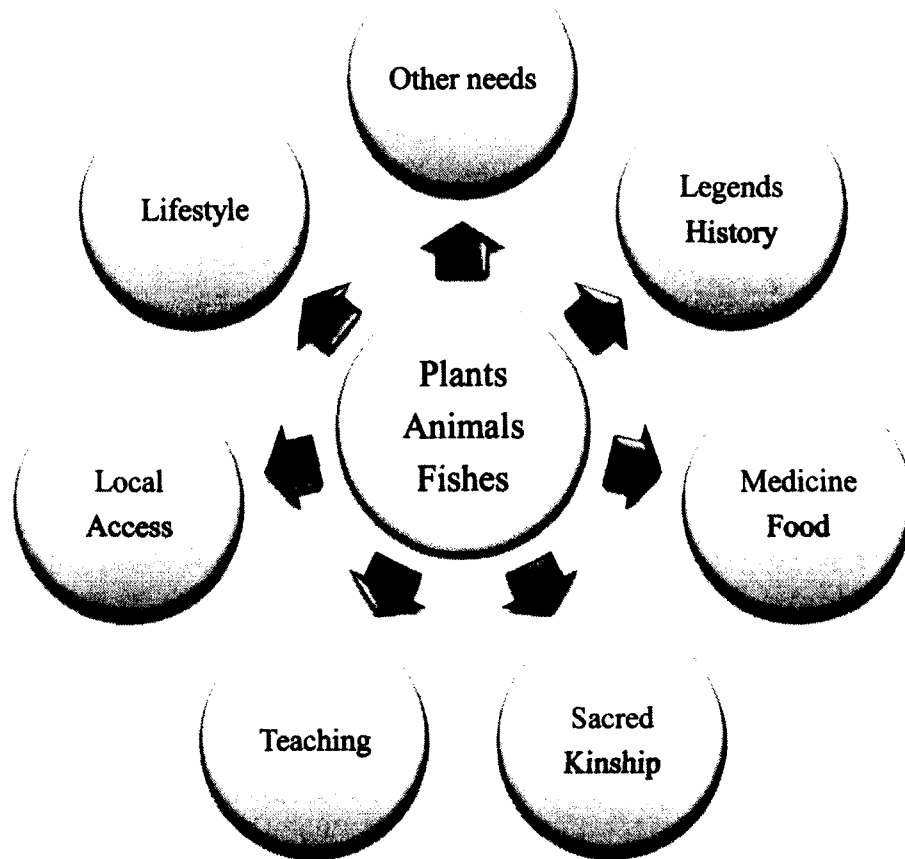 Other needs
Lifestyle
Legends
History
Plants
Animals
Fishes
Local
Access
Medicine
Food
Teaching
Sacred
Kinship